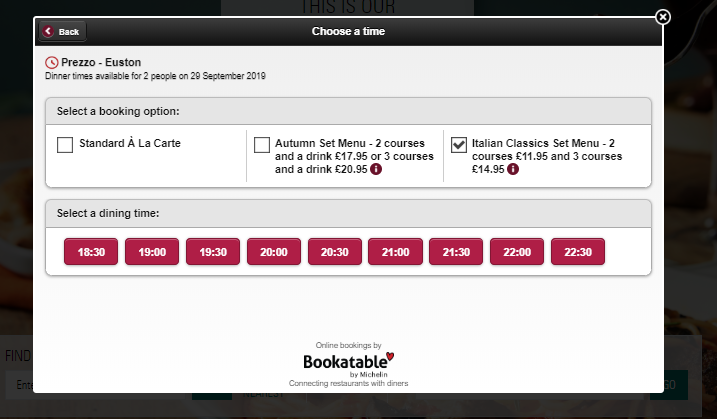 THIS IS OUR
Back
Choose a time
Prezzo - Euston
Dinner times available for 2 people on 29 September 2019
Select a booking option:
Standard À La Carte
Autumn Set Menu - 2 courses
and a drink £17.95 or 3 courses
and a drink £20.95
Italian Classics Set Menu - 2
courses £11.95 and 3 courses
£14.95
Select a dining time:
18:30 19:00 19:30 20:00 20:30 21:00 21:30 22:00 22:30
Online bookings by
Bookatable
by Michelin
Connecting restaurants with diners
FIND
Ente
GO
NEAREST